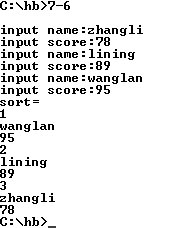 C:\hb>7-6
input name:zhangli
input score:78
input name:lining
input score:89
input name:wanglan
input score:95
sort=
1
wanglan
95
2
lining
89
3
zhangli
78
C:\hb>_